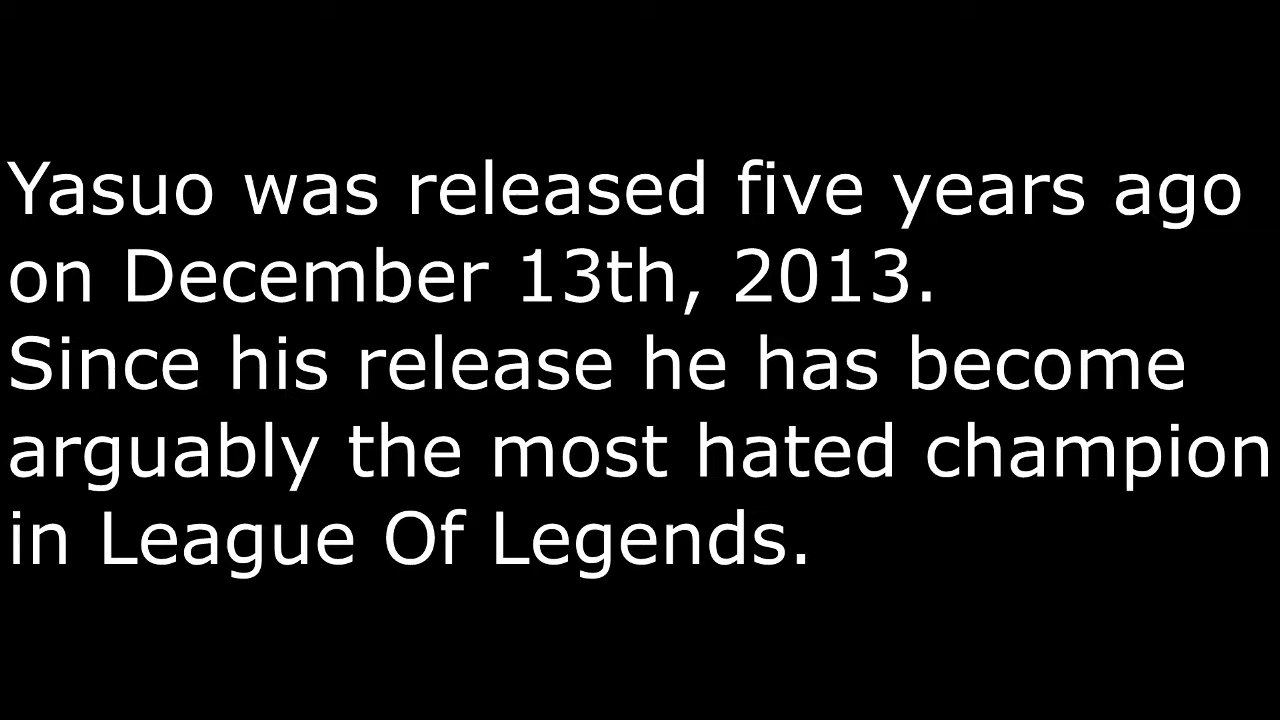 Yasuo was released five years ago
on December 13th, 2013.
Since his release he has become
arguably the most hated champion
in League Of Legends.